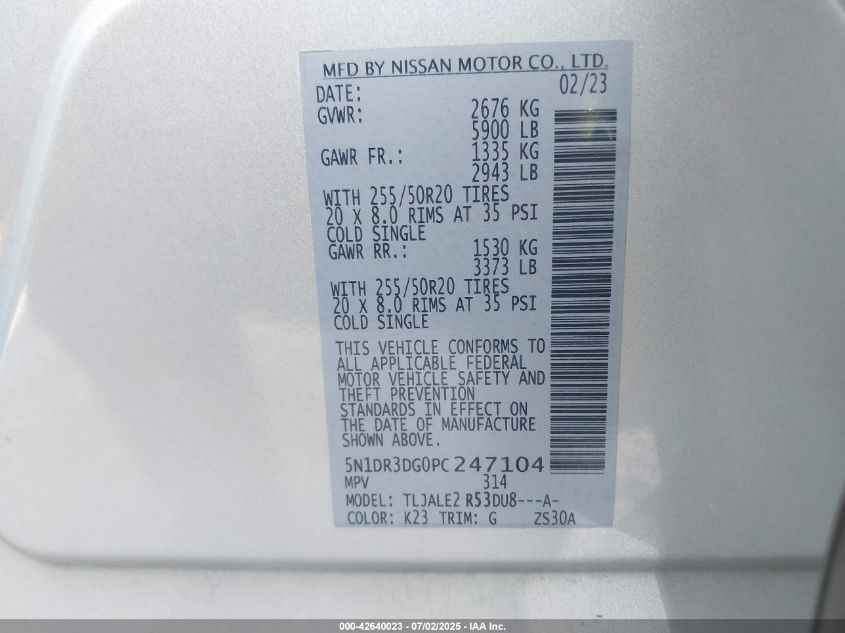 MFD BY NISSAN MOTOR CO., LTD.
DATE: 02/23
GVWR: 2676 KG
5900 LB
GAWR FR.: 1335 KG
2943 LB
WITH 255/50R20 TIRES
20 X 8.0 RIMS AT 35 PSI
COLD SINGLE
GAWR RR.: 1530 KG
3373 LB
WITH 255/50R20 TIRES
20 X 8.0 RIMS AT 35 PSI
COLD SINGLE
THIS VEHICLE CONFORMS TO
ALL APPLICABLE FEDERAL
MOTOR VEHICLE SAFETY AND
THEFT PREVENTION
STANDARDS IN EFFECT ON
THE DATE OF MANUFACTURE
SHOWN ABOVE.
5N1DR3DG0PC247104
MPV 314
MODEL: TLJALE2 R53DU8---A-
COLOR: K23 TRIM: G ZS30A
000-42640023 - 07/02/2025 - IAA Inc.